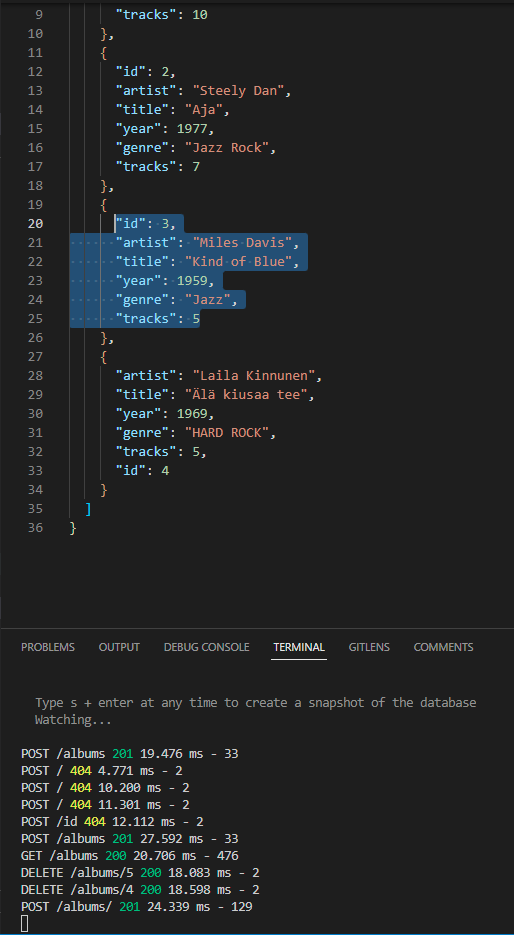 9 "tracks": 10
10 },
11 {
12 "id": 2,
13 "artist": "Steely Dan",
14 "title": "Aja",
15 "year": 1977,
16 "genre": "Jazz Rock",
17 "tracks": 7
18 },
19 {
20 "id": 3,
21 "artist": "Miles Davis",
22 "title": "Kind of Blue",
23 "year": 1959,
24 "genre": "Jazz",
25 "tracks": 5
26 },
27 {
28 "artist": "Laila Kinnunen",
29 "title": "Älä kiusaa tee",
30 "year": 1969,
31 "genre": "HARD ROCK",
32 "tracks": 5,
33 "id": 4
34 }
35 ]
36 }
PROBLEMS OUTPUT DEBUG CONSOLE TERMINAL GITLENS COMMENTS
Type s + enter at any time to create a snapshot of the database
Watching...
POST /albums 201 19.476 ms - 33
POST / 404 4.771 ms - 2
POST / 404 10.200 ms - 2
POST / 404 11.301 ms - 2
POST /id 404 12.112 ms - 2
POST /albums 201 27.592 ms - 33
GET /albums 200 20.706 ms - 476
DELETE /albums/5 200 18.083 ms - 2
DELETE /albums/4 200 18.598 ms - 2
POST /albums/ 201 24.339 ms - 129